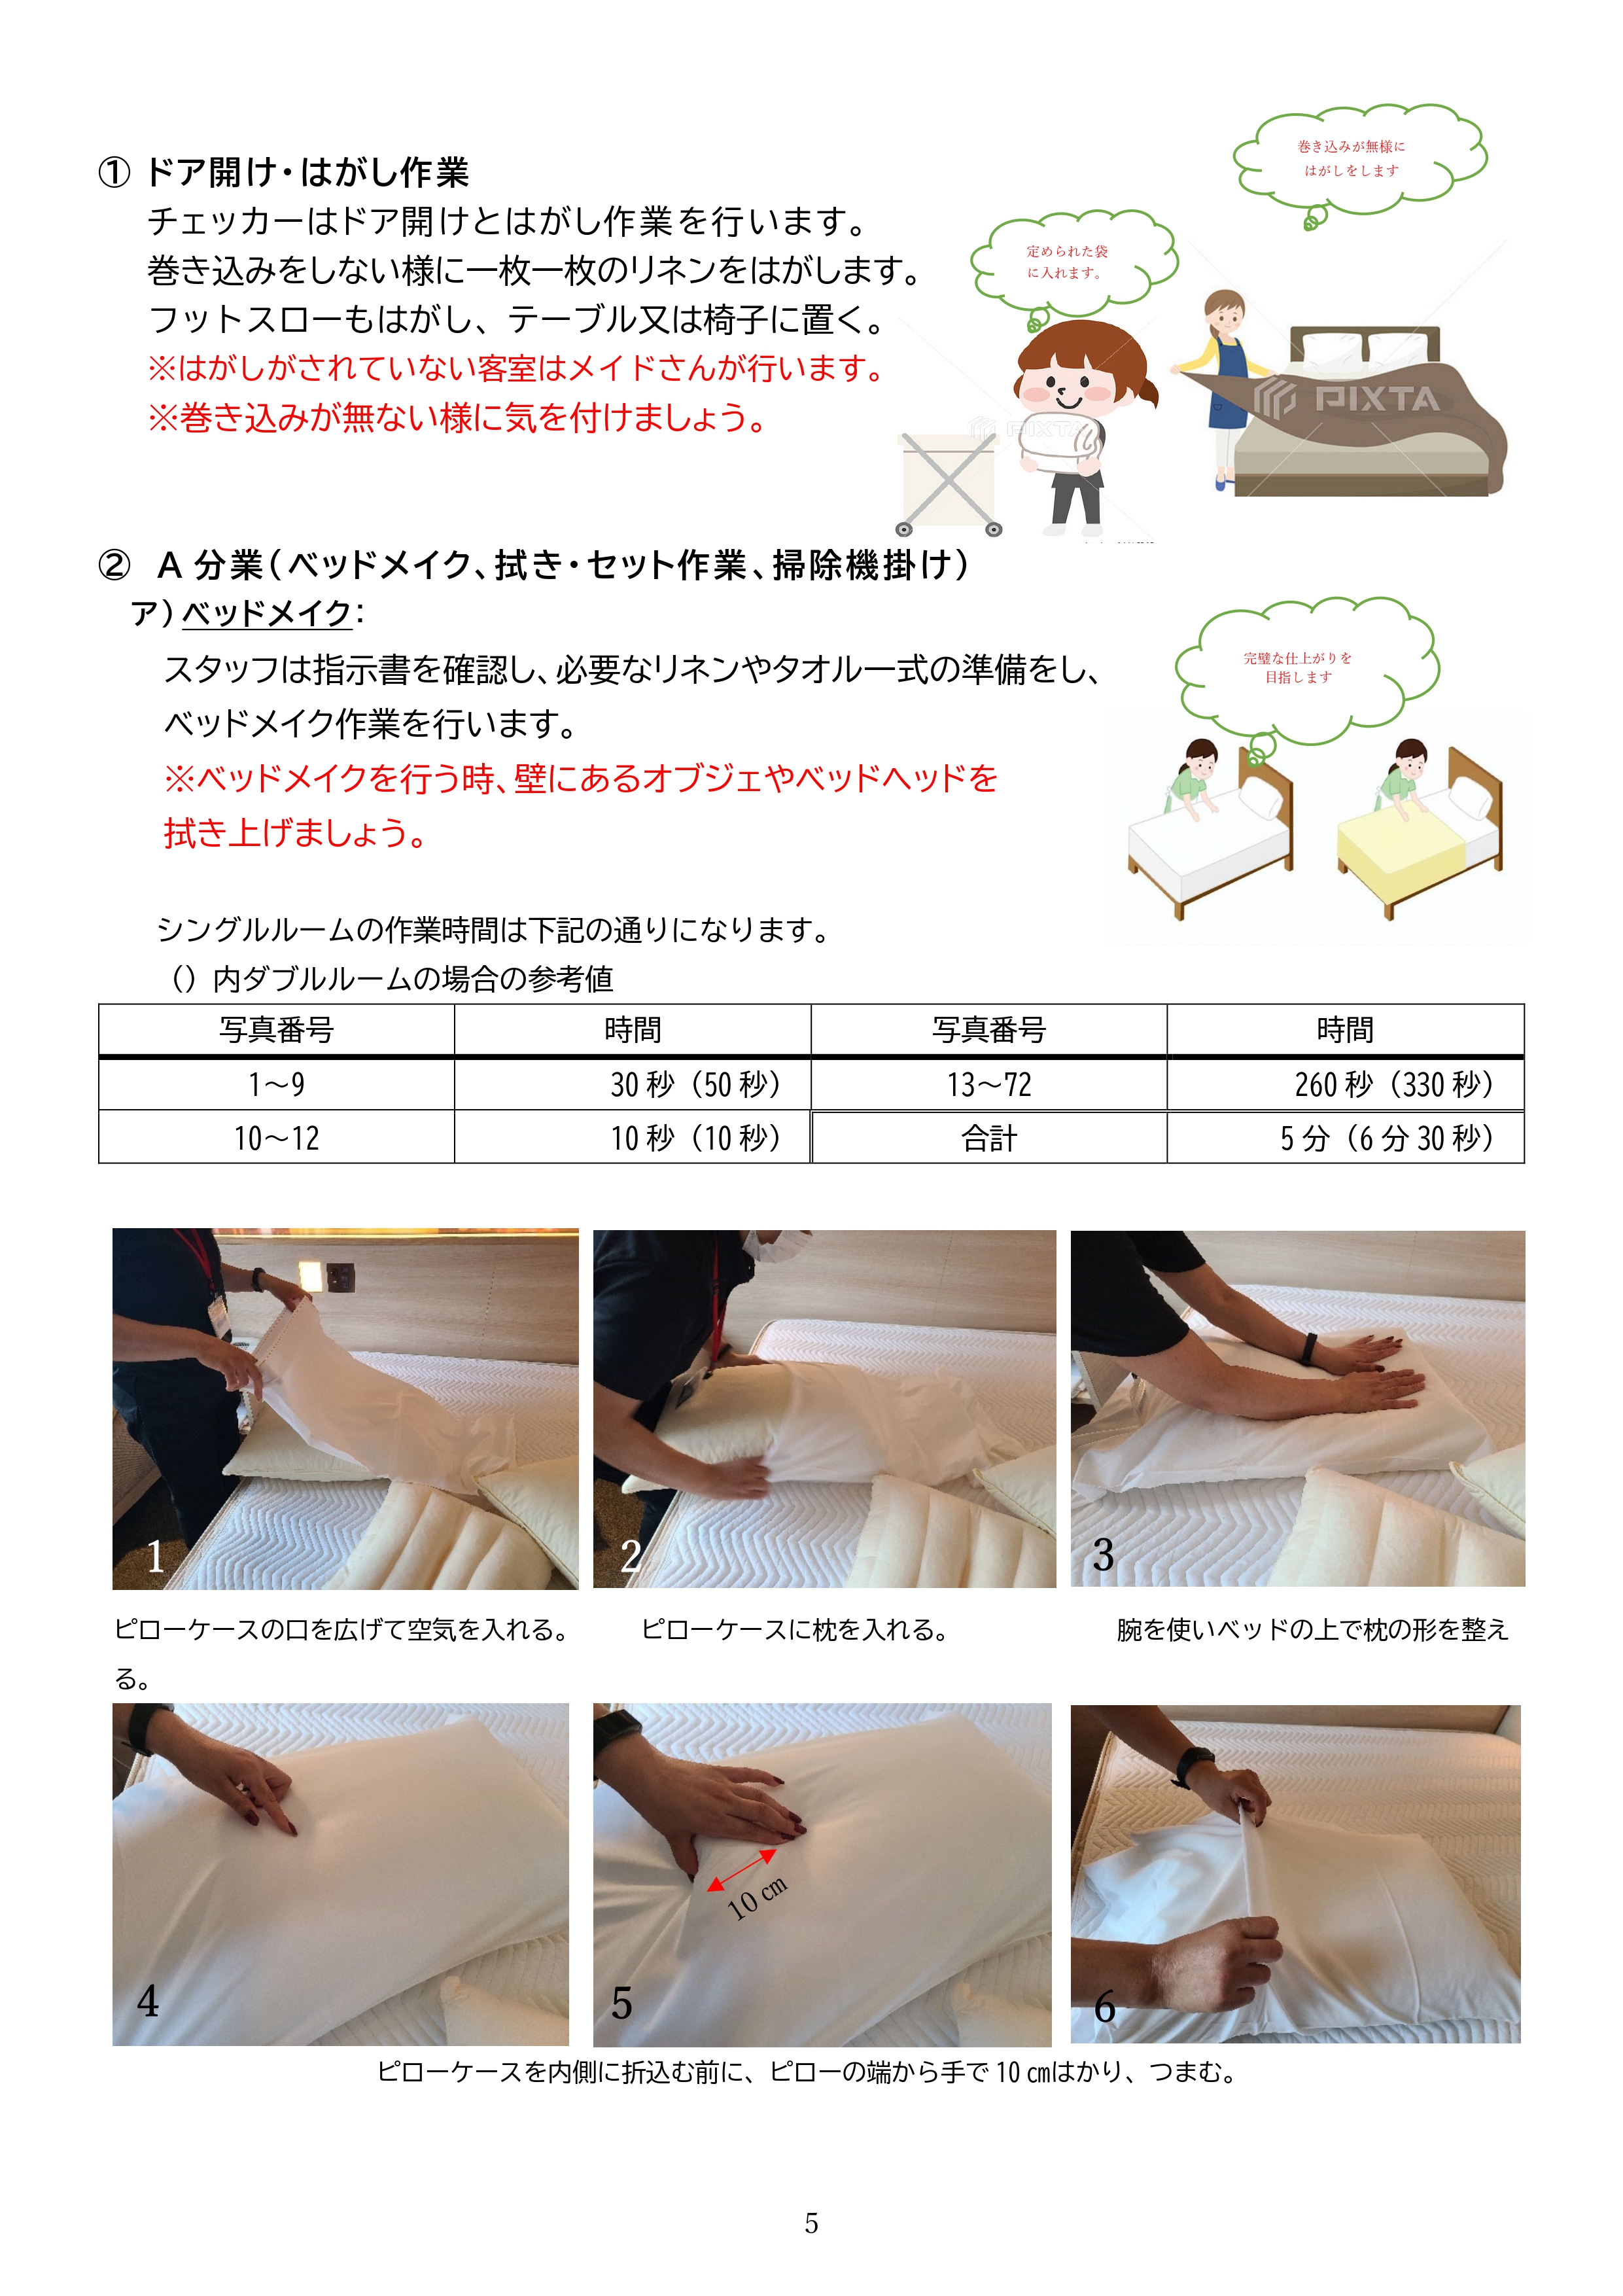 ① ドア開け・はがし作業
チェッカーはドア開けとはがし作業を行います。
巻き込みをしない様に一枚一枚のリネンをはがします。
フットスローもはがし、テーブル又は椅子に置く。
※はがしがされていない客室はメイドさんが行います。
※巻き込みが無ない様に気を付けましょう。
巻き込みが無様に
はがしをします
定められた袋
に入れます。
PIXTA
PIXTA
② A 分業（ベッドメイク、拭き・セット作業、掃除機掛け）
ア）ベッドメイク：
スタッフは指示書を確認し、必要なリネンやタオル一式の準備をし、
ベッドメイク作業を行います。
※ベッドメイクを行う時、壁にあるオブジェやベッドヘッドを
拭き上げましょう。
完璧な仕上がりを
目指します
シングルルームの作業時間は下記の通りになります。
（）内ダブルルームの場合の参考値
写真番号 時間 写真番号 時間
1～9 30 秒（50 秒） 13～72 260 秒（330 秒）
10～12 10 秒（10 秒） 合計 5 分（6 分 30 秒）
1 2 3
ピローケースの口を広げて空気を入れる。 ピローケースに枕を入れる。 腕を使いベッドの上で枕の形を整え
る。
10 ㎝
4 5 6
ピローケースを内側に折込む前に、ピローの端から手で 10 ㎝はかり、つまむ。
5